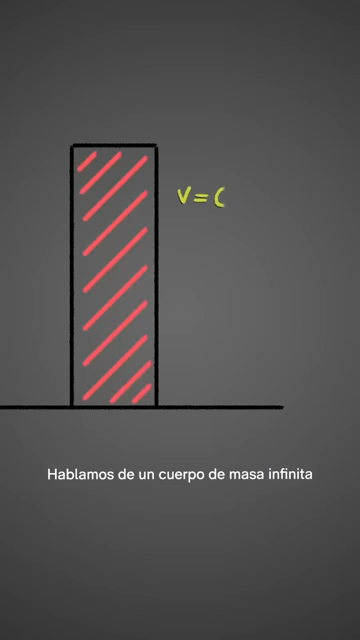 V = C
Hablamos de un cuerpo de masa infinita